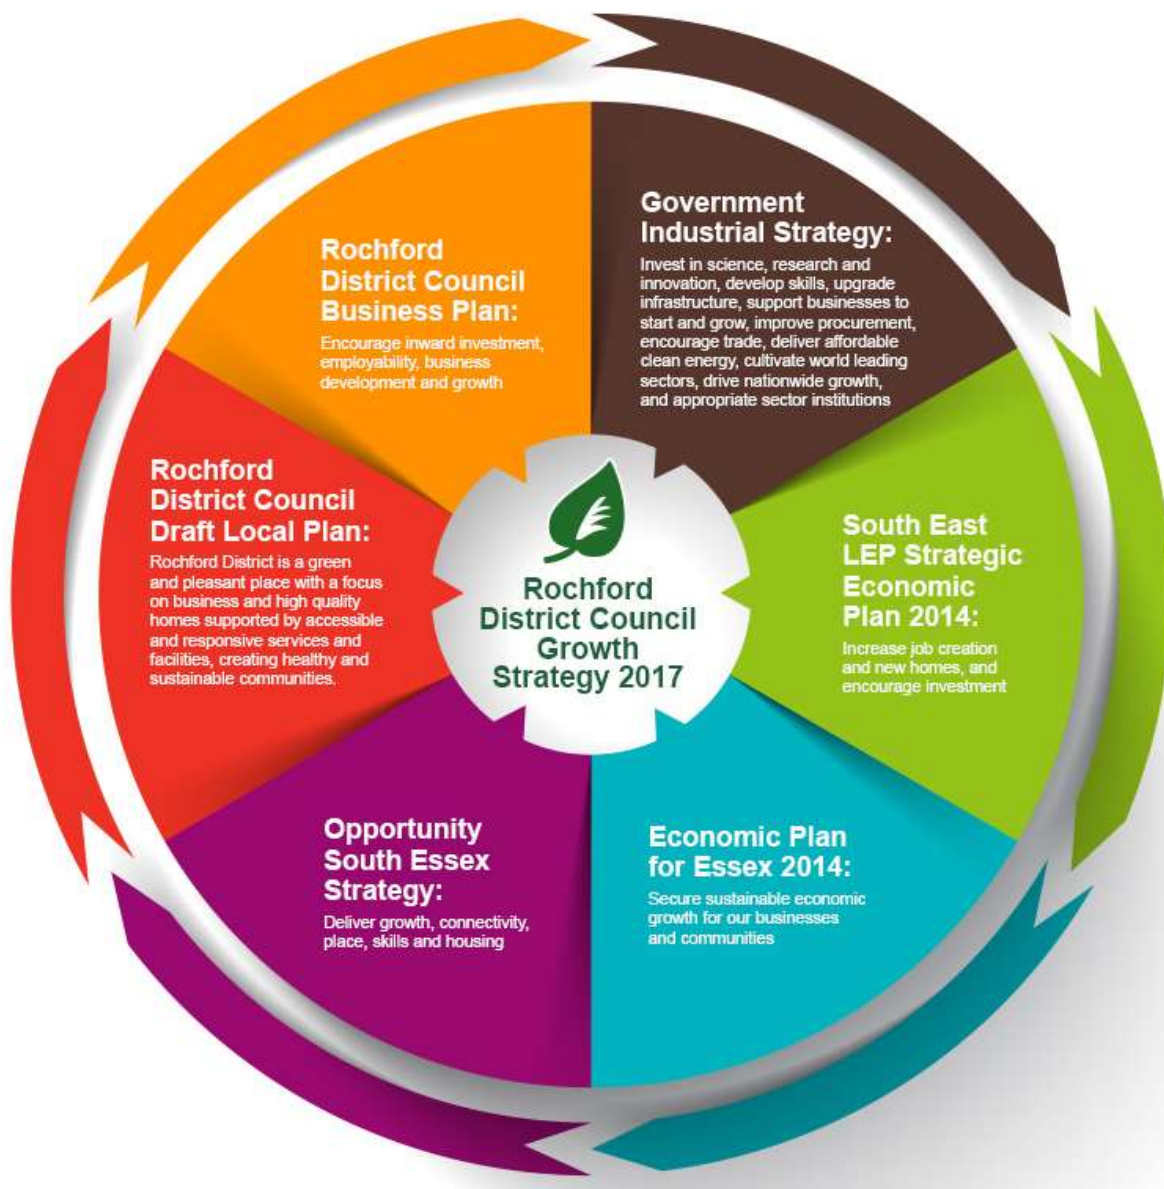 Government
Industrial Strategy:
Invest in science, research and
innovation, develop skills, upgrade
infrastructure, support businesses to
start and grow, improve procurement,
encourage trade, deliver affordable
clean energy, cultivate world leading
sectors, drive nationwide growth,
and appropriate sector institutions
South East
LEP Strategic
Economic
Plan 2014:
Increase job creation
and new homes, and
encourage investment
Economic Plan
for Essex 2014:
Secure sustainable economic
growth for our businesses
and communities
Opportunity
South Essex
Strategy:
Deliver growth, connectivity,
place, skills and housing
Rochford
District Council
Draft Local Plan:
Rochford District is a green
and pleasant place with a focus
on business and high quality
homes supported by accessible
and responsive services and
facilities, creating healthy and
sustainable communities.
Rochford
District Council
Business Plan:
Encourage inward investment,
employability, business
development and growth
Rochford
District Council
Growth
Strategy 2017